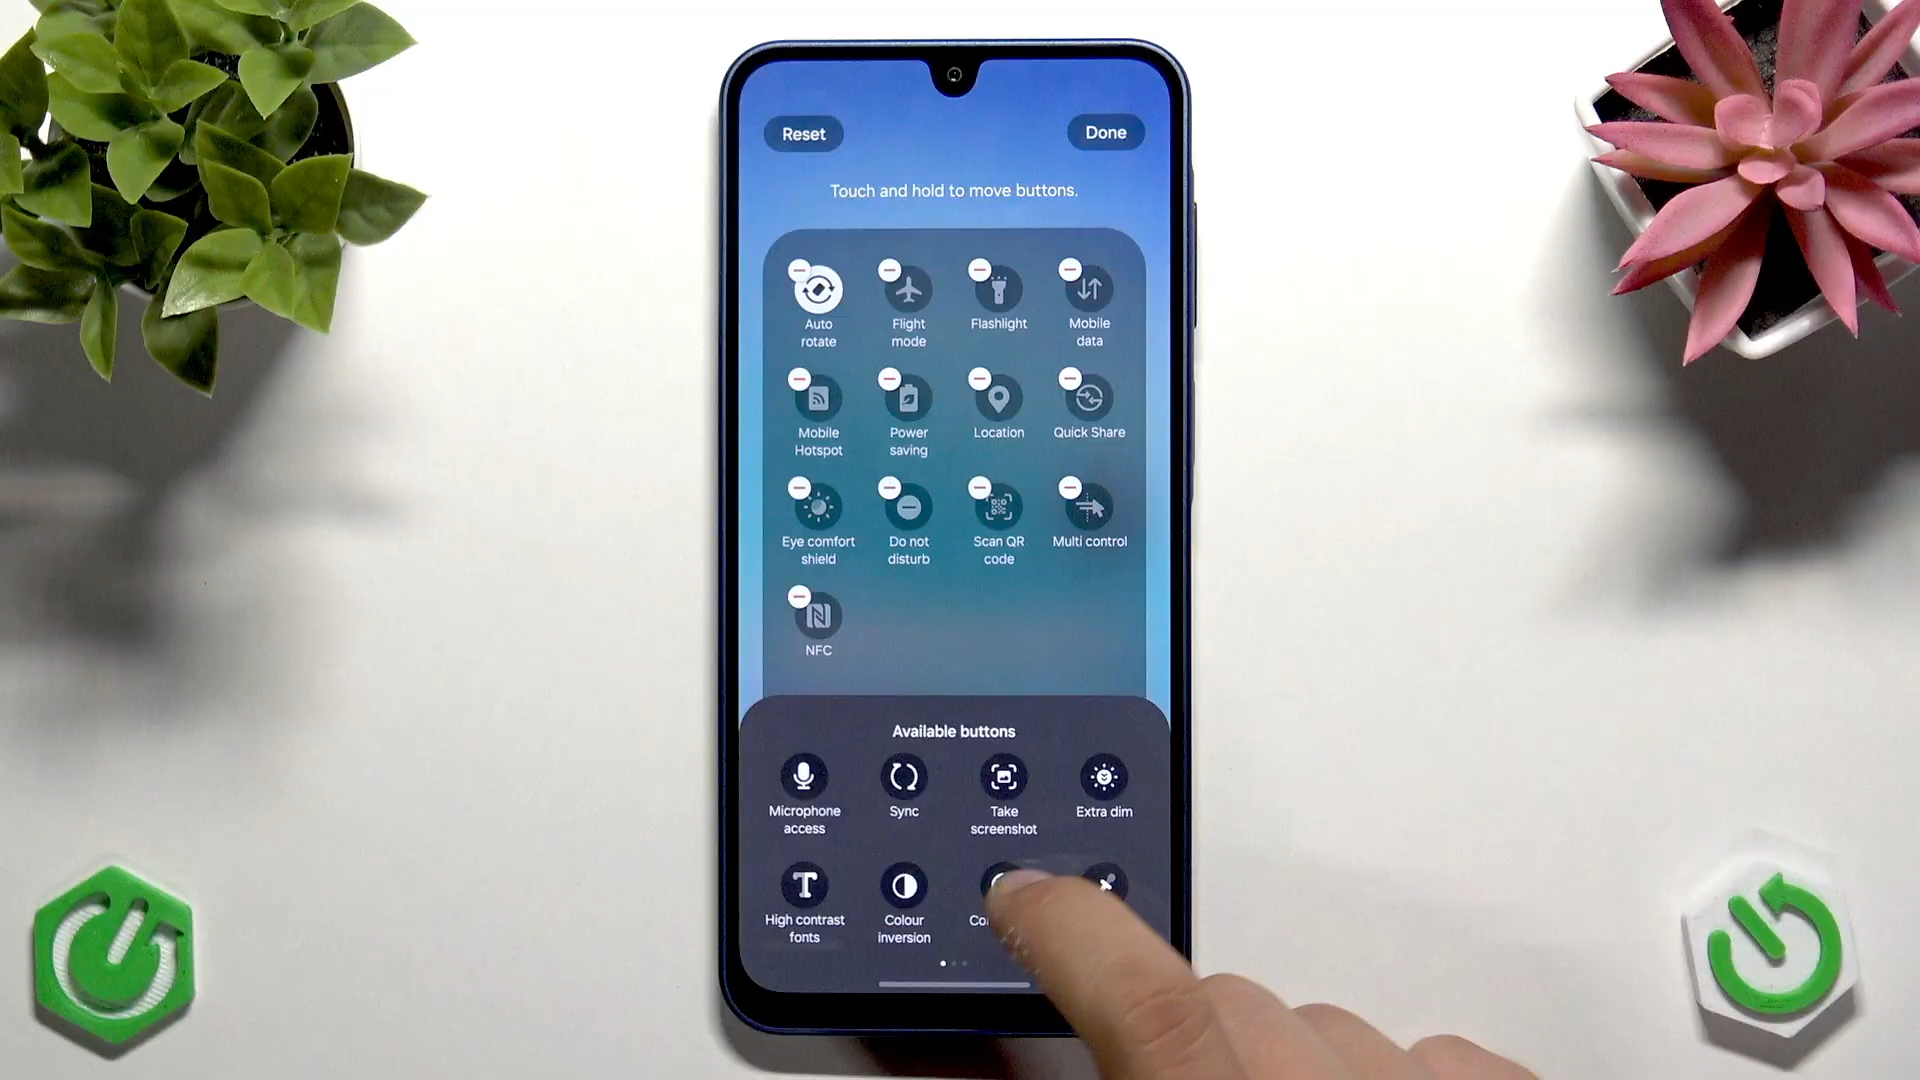 Reset
Done
Touch and hold to move buttons.
Auto rotate
Flight mode
Flashlight
Mobile data
Mobile Hotspot
Power saving
Location
Quick Share
Eye comfort shield
Do not disturb
Scan QR code
Multi control
NFC
Available buttons
Microphone access
Sync
Take screenshot
Extra dim
High contrast fonts
Colour inversion